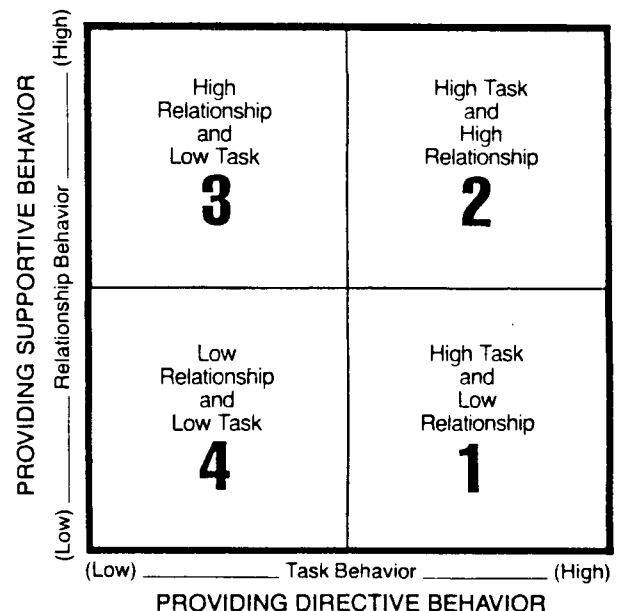 PROVIDING SUPPORTIVE BEHAVIOR
(Low) Relationship Behavior (High)
High
Relationship
and
Low Task
3
High Task
and
High
Relationship
2
Low
Relationship
and
Low Task
4
High Task
and
Low
Relationship
1
(Low) Task Behavior (High)
PROVIDING DIRECTIVE BEHAVIOR